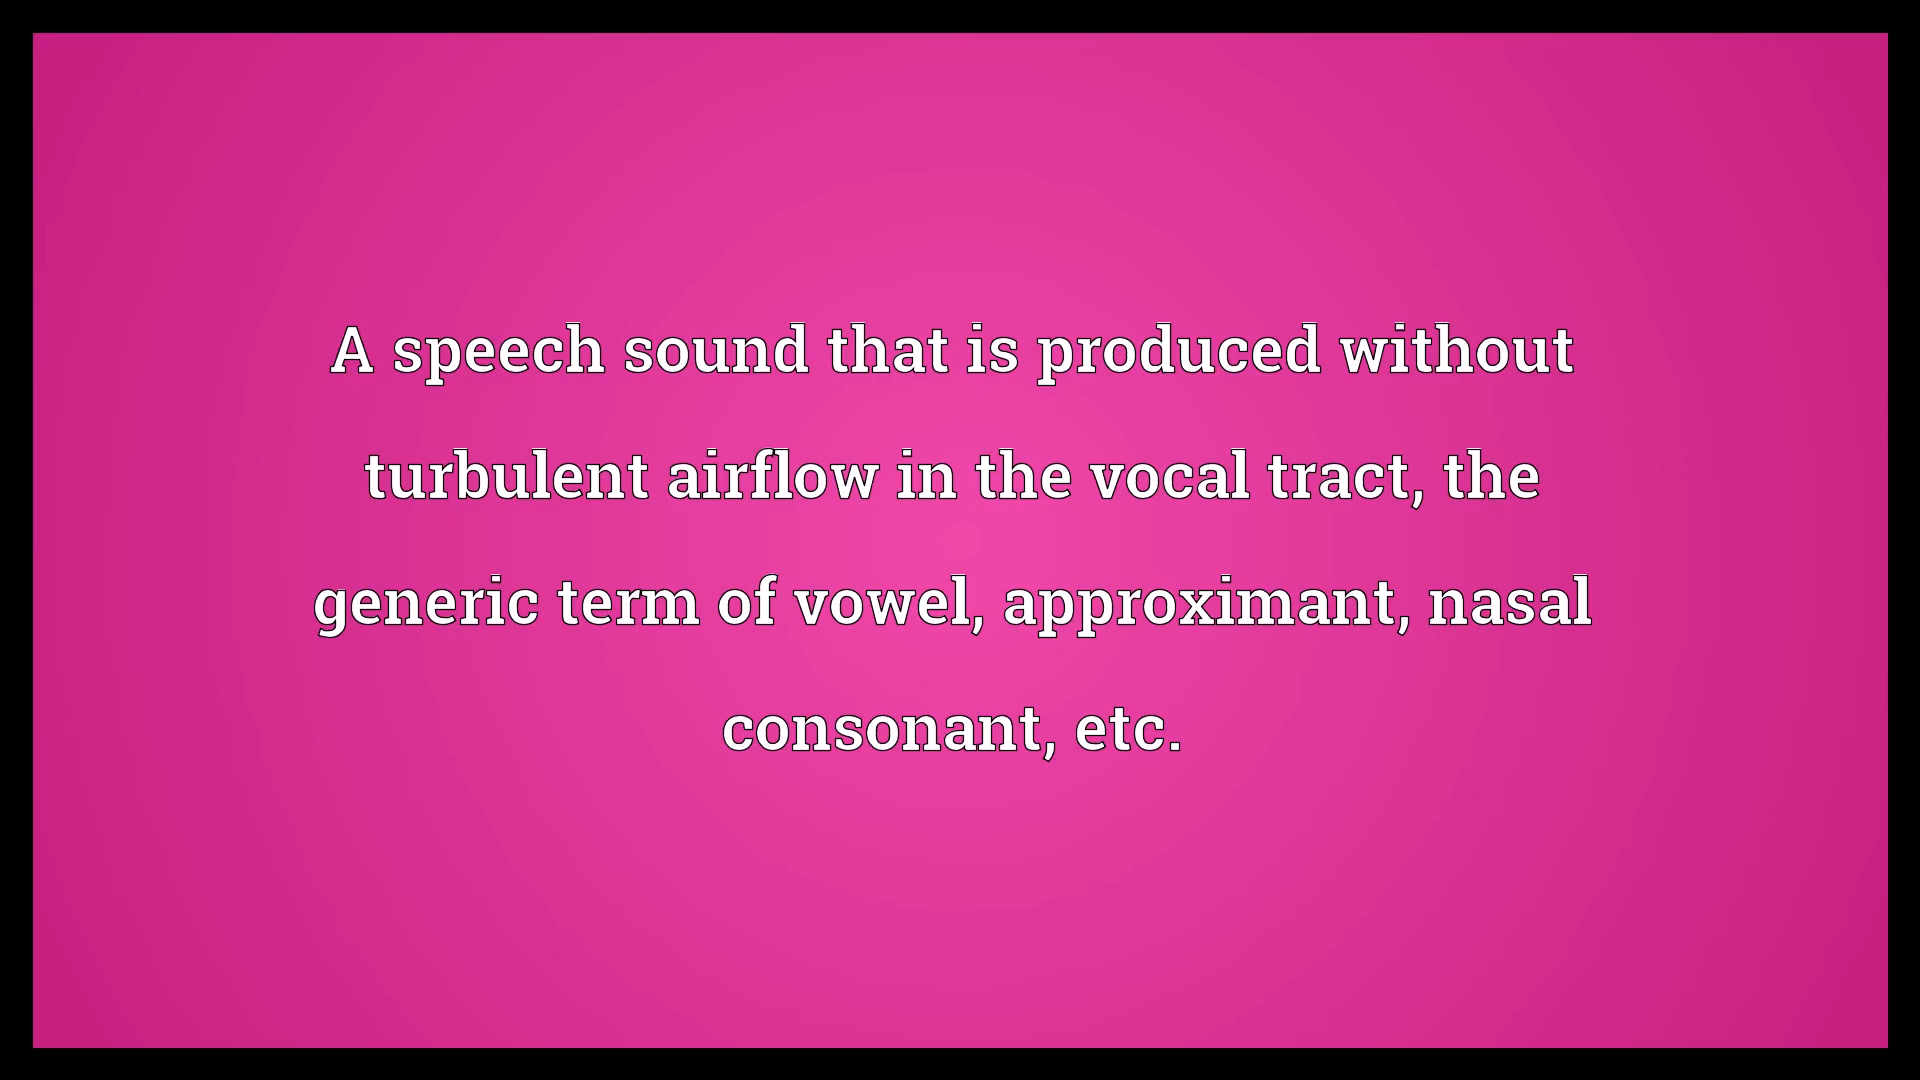 A speech sound that is produced without
turbulent airflow in the vocal tract, the
generic term of vowel, approximant, nasal
consonant, etc.